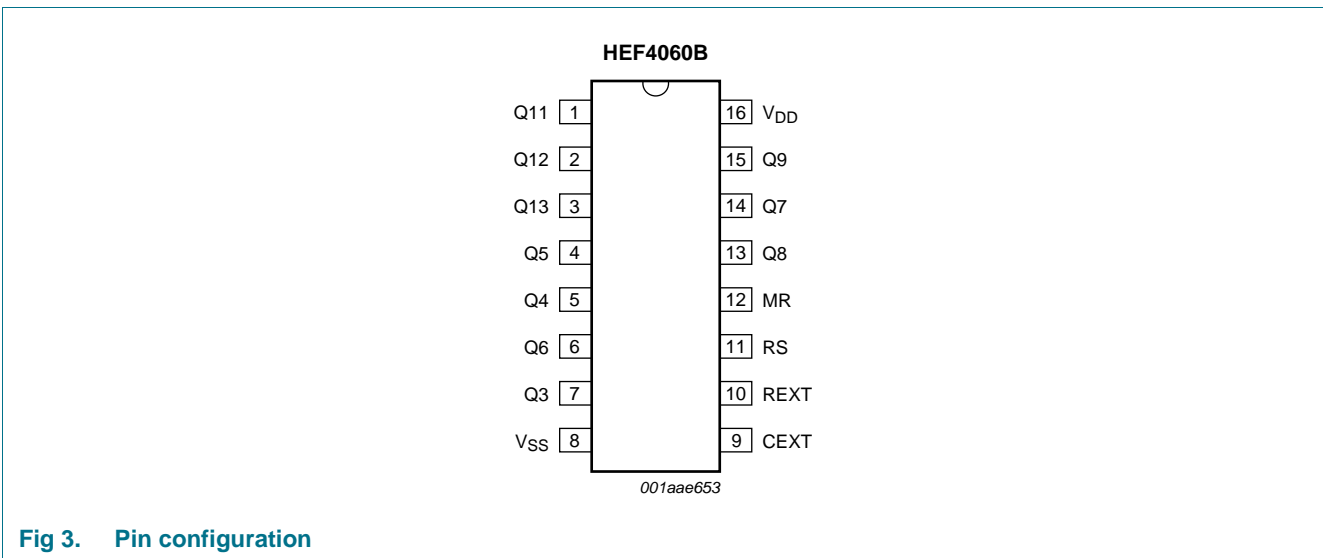 HEF4060B
Q11 1 16 VDD
Q12 2 15 Q9
Q13 3 14 Q7
Q5 4 13 Q8
Q4 5 12 MR
Q6 6 11 RS
Q3 7 10 REXT
VSS 8 9 CEXT
001aae653
Fig 3. Pin configuration